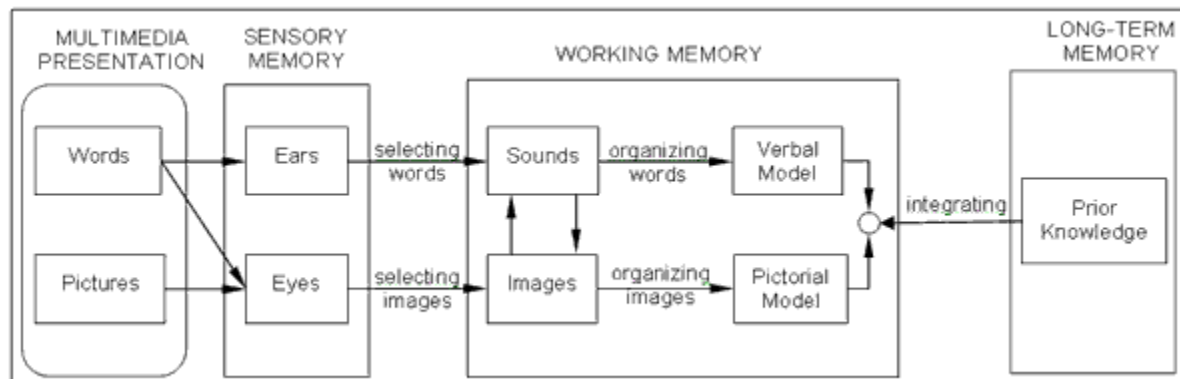 MULTIMEDIA
PRESENTATION
SENSORY
MEMORY
WORKING MEMORY
LONG-TERM
MEMORY
Words
Ears
selecting
words
Sounds
organizing
words
Verbal
Model
integrating
Prior
Knowledge
Pictures
Eyes
selecting
images
Images
organizing
images
Pictorial
Model